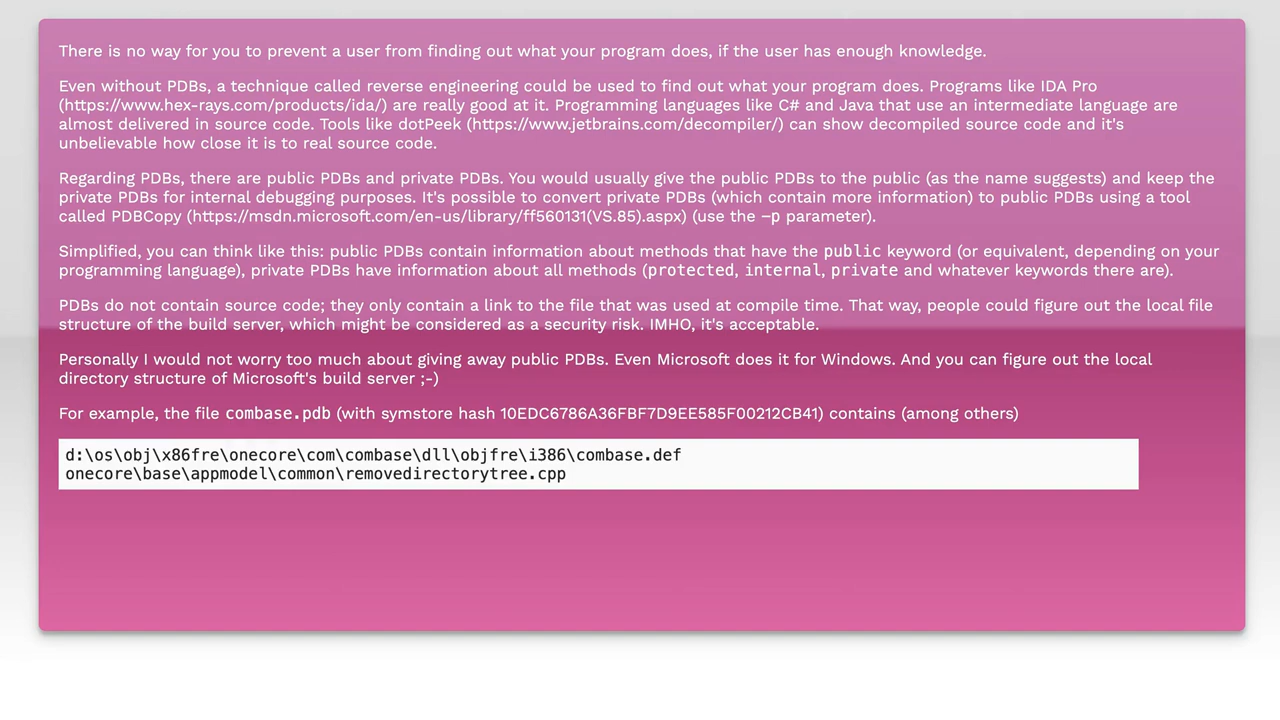 There is no way for you to prevent a user from finding out what your program does, if the user has enough knowledge.
Even without PDBs, a technique called reverse engineering could be used to find out what your program does. Programs like IDA Pro
(https://www.hex-rays.com/products/ida/) are really good at it. Programming languages like C# and Java that use an intermediate language are
almost delivered in source code. Tools like dotPeek (https://www.jetbrains.com/decompiler/) can show decompiled source code and it's
unbelievable how close it is to real source code.
Regarding PDBs, there are public PDBs and private PDBs. You would usually give the public PDBs to the public (as the name suggests) and keep the
private PDBs for internal debugging purposes. It's possible to convert private PDBs (which contain more information) to public PDBs using a tool
called PDBCopy (https://msdn.microsoft.com/en-us/library/ff560131(VS.85).aspx) (use the –p parameter).
Simplified, you can think like this: public PDBs contain information about methods that have the public keyword (or equivalent, depending on your
programming language), private PDBs have information about all methods (protected, internal, private and whatever keywords there are).
PDBs do not contain source code; they only contain a link to the file that was used at compile time. That way, people could figure out the local file
structure of the build server, which might be considered as a security risk. IMHO, it's acceptable.
Personally I would not worry too much about giving away public PDBs. Even Microsoft does it for Windows. And you can figure out the local
directory structure of Microsoft's build server ;-)
For example, the file combase.pdb (with symstore hash 10EDC6786A36FBF7D9EE585F00212CB41) contains (among others)
d:\os\obj\x86fre\onecore\com\combase\dll\objfre\i386\combase.def
onecore\base\appmodel\common\removedirectorytree.cpp